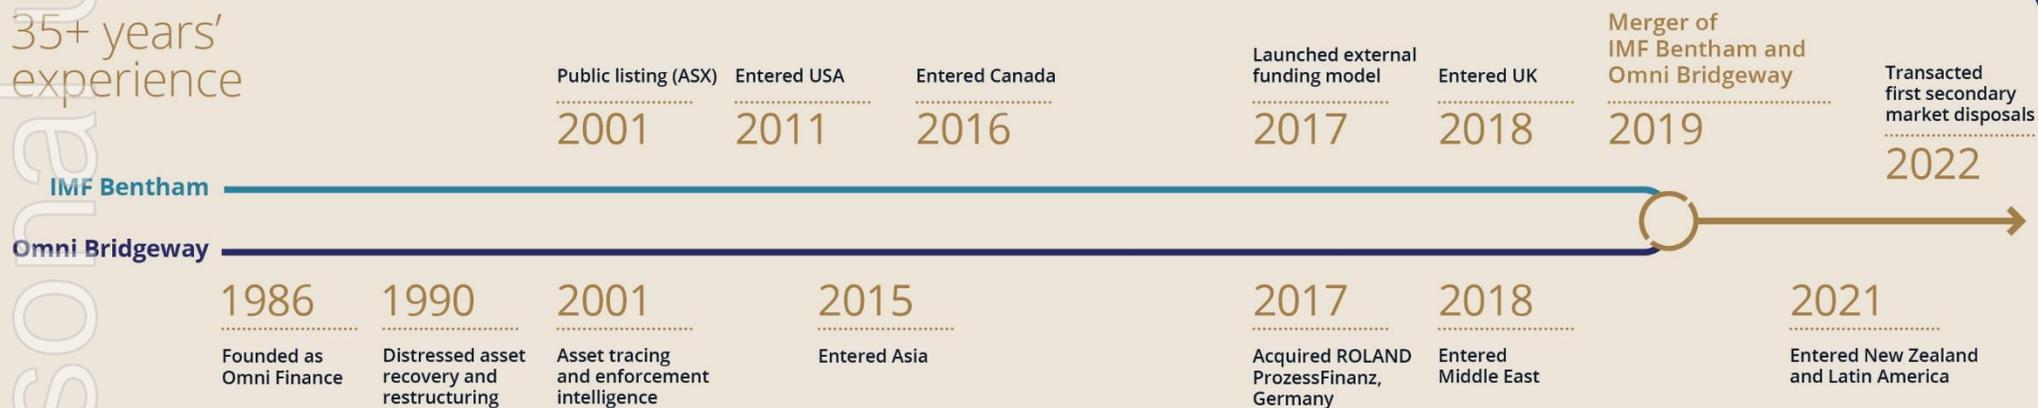 35+ years'
experience
Public listing (ASX)
2001
Entered USA
2011
Entered Canada
2016
Launched external
funding model
2017
Entered UK
2018
Merger of
IMF Bentham and
Omni Bridgeway
2019
Transacted
first secondary
market disposals
2022
IMF Bentham
Omni Bridgeway
1986
Founded as
Omni Finance
1990
Distressed asset
recovery and
restructuring
2001
Asset tracing
and enforcement
intelligence
2015
Entered Asia
2017
Acquired ROLAND
ProzessFinanz,
Germany
2018
Entered
Middle East
2021
Entered New Zealand
and Latin America